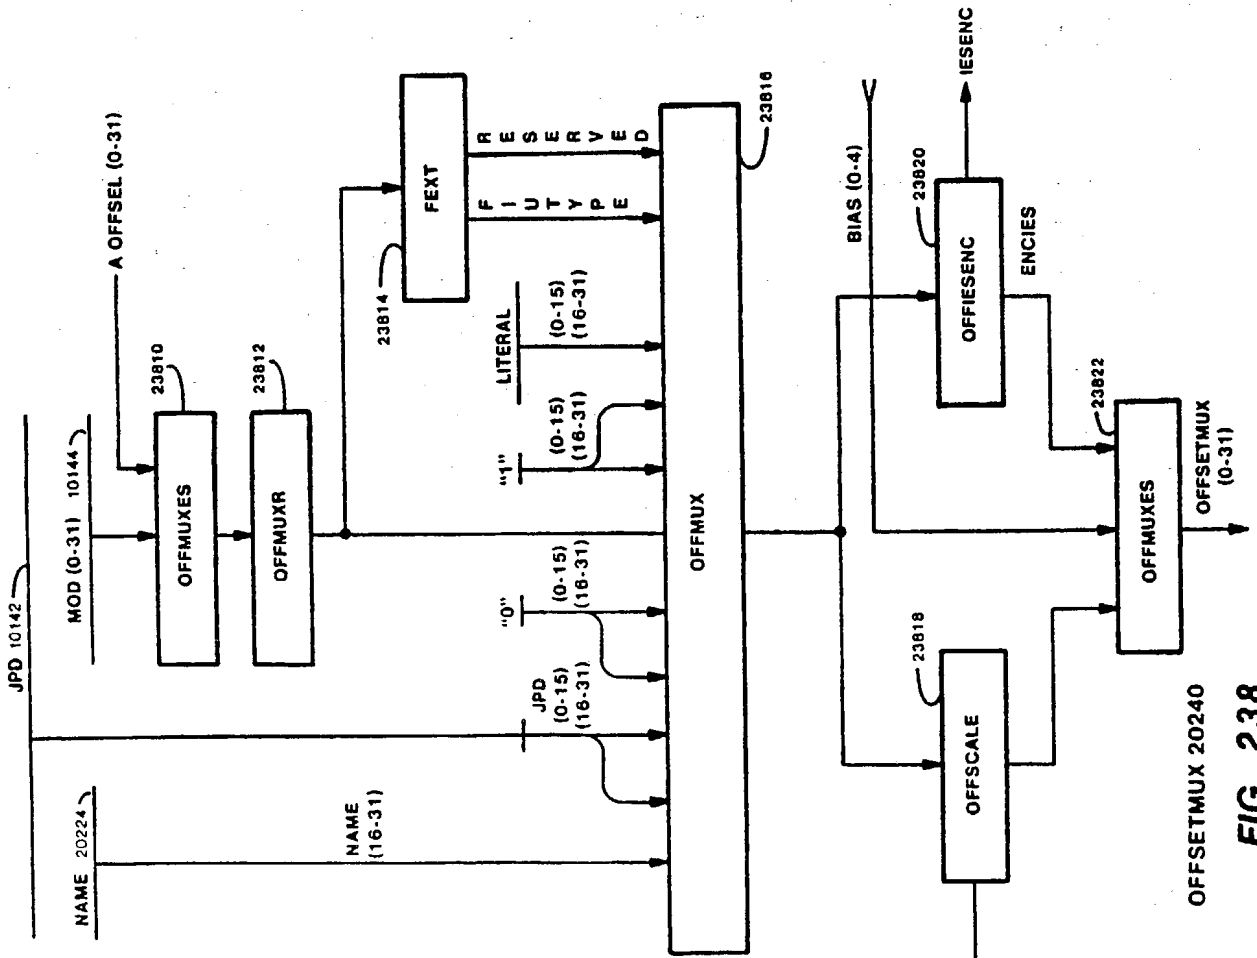 JPD 10142
MOD (0-31) 10144
A OFFSEL (0-31)
NAME 20224
23810
OFFMUXES
23812
OFFMUXR
23814
FEXT
NAME
(16-31)
JPD
(0-15)
(16-31)
"0"
(0-15)
(16-31)
"1"
(0-15)
(16-31)
LITERAL
(0-15)
(16-31)
FIUTYPE
RESERVED
OFFMUX
23816
BIAS (0-4)
IESENC
23818
OFFSCALE
23820
OFFIESENC
ENCIES
23822
OFFMUXES
OFFSETMUX
(0-31)
OFFSETMUX 20240
FIG 238